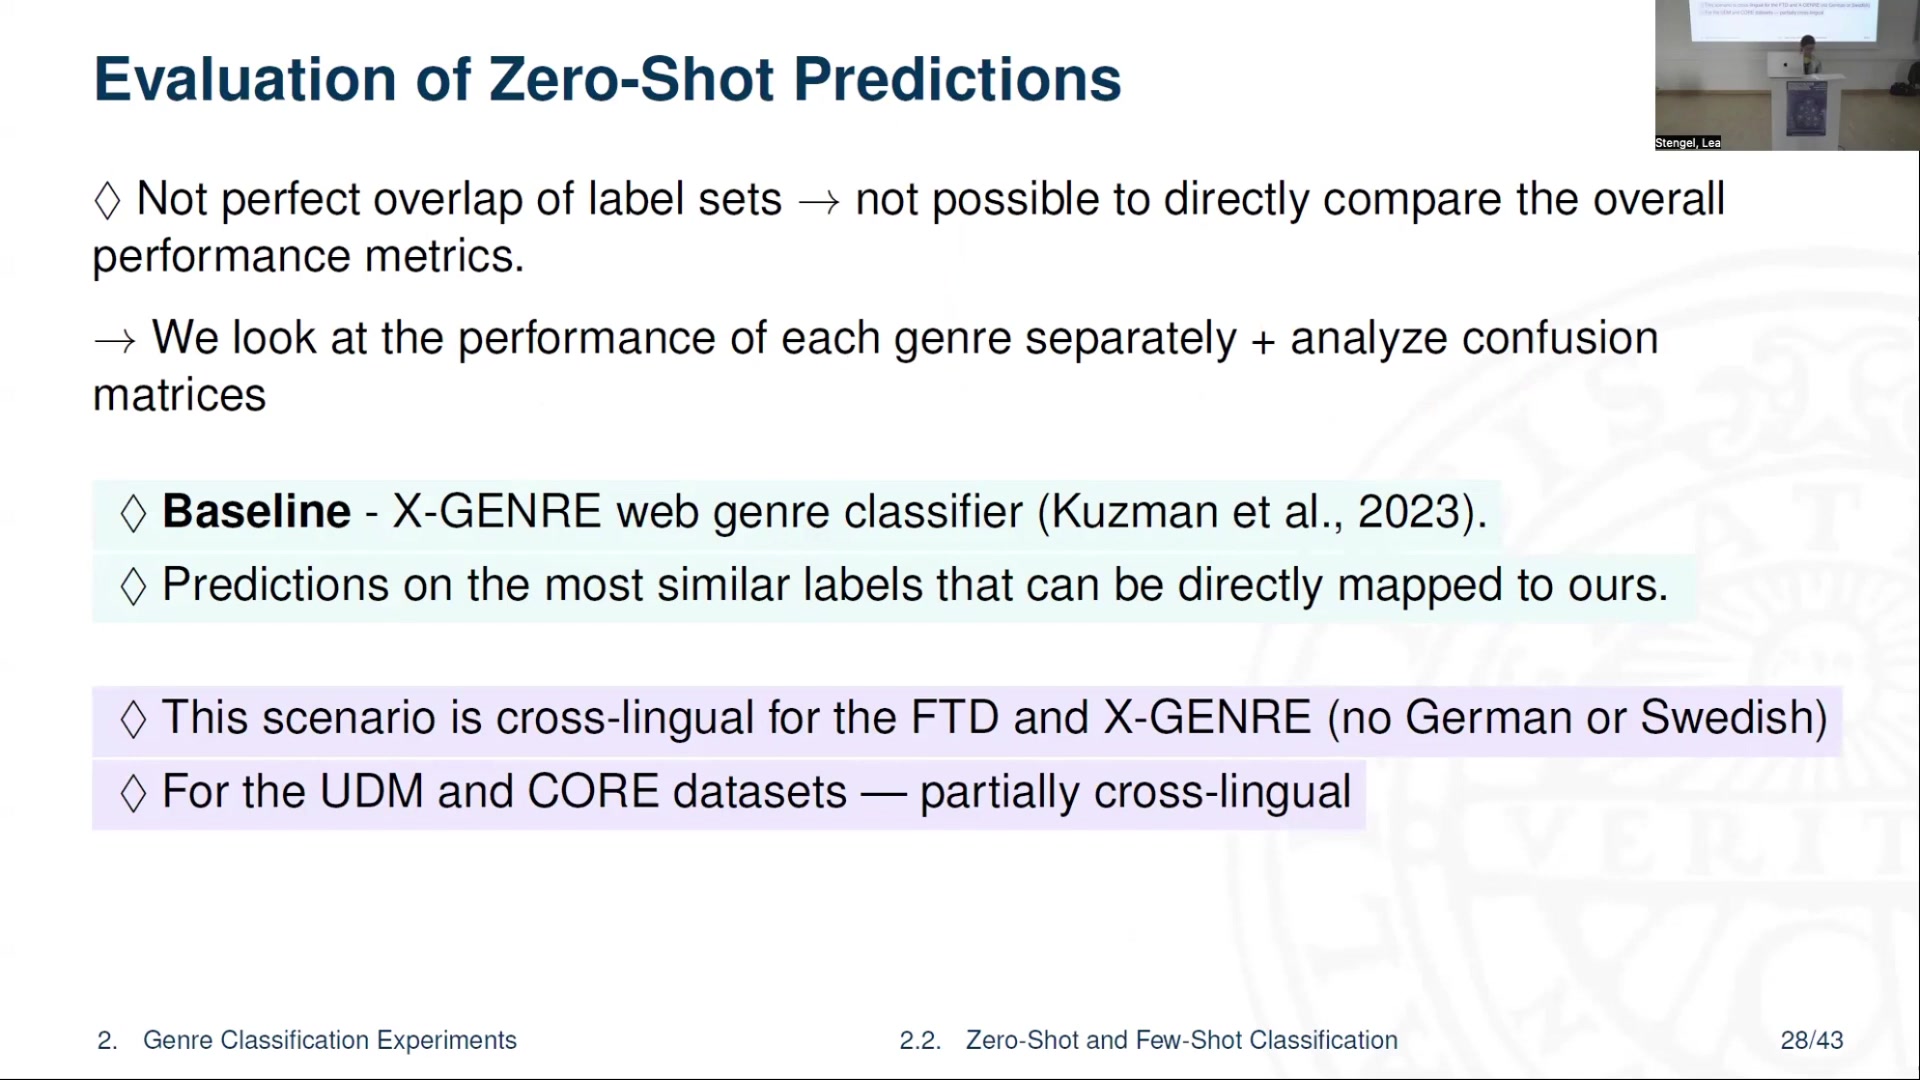 Evaluation of Zero-Shot Predictions
Stengel, Lea
◊ Not perfect overlap of label sets → not possible to directly compare the overall
performance metrics.
→ We look at the performance of each genre separately + analyze confusion
matrices
◊ Baseline - X-GENRE web genre classifier (Kuzman et al., 2023).
◊ Predictions on the most similar labels that can be directly mapped to ours.
◊ This scenario is cross-lingual for the FTD and X-GENRE (no German or Swedish)
◊ For the UDM and CORE datasets — partially cross-lingual
2. Genre Classification Experiments
2.2. Zero-Shot and Few-Shot Classification
28/43